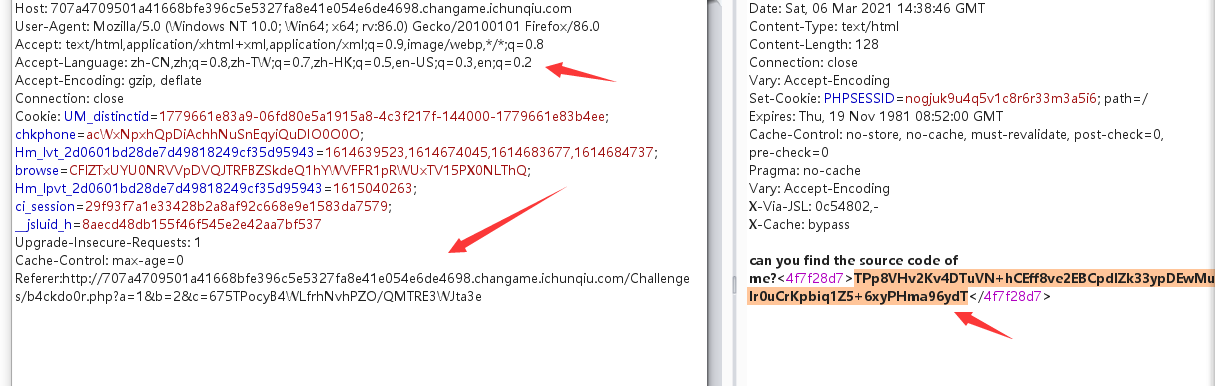 Host: 707a4709501a41668bfe396c5e5327fa8e41e054e6de4698.changame.ichunqiu.com
User-Agent: Mozilla/5.0 (Windows NT 10.0; Win64; x64; rv:86.0) Gecko/20100101 Firefox/86.0
Accept: text/html,application/xhtml+xml,application/xml;q=0.9,image/webp,*/*;q=0.8
Accept-Language: zh-CN,zh;q=0.8,zh-TW;q=0.7,zh-HK;q=0.5,en-US;q=0.3,en;q=0.2
Accept-Encoding: gzip, deflate
Connection: close
Cookie: UM_distinctid=1779661e83a9-06fd80e5a1915a8-4c3f217f-144000-1779661e83b4ee;
chkphone=acWxNpxhQpDiAchhNuSnEqyiQuDIO0O0O;
Hm_lvt_2d0601bd28de7d49818249cf35d95943=1614639523,1614674045,1614683677,1614684737;
browse=CFlZTxUYU0NRVVpDVQJTRFBZSkdeQ1hYWVFFR1pRWUxTV15PX0NLThQ;
Hm_lpvt_2d0601bd28de7d49818249cf35d95943=1615040263;
ci_session=29f93f7a1e33428b2a8af92c668e9e1583da7579;
__jsluid_h=8aecd48db155f46f545e2e42aa7bf537
Upgrade-Insecure-Requests: 1
Cache-Control: max-age=0
Referer:http://707a4709501a41668bfe396c5e5327fa8e41e054e6de4698.changame.ichunqiu.com/Challenge
s/b4ckdo0r.php?a=1&b=2&c=675TPocyB4WLfrhNvhPZO/QMTRE3WJta3e
Date: Sat, 06 Mar 2021 14:38:46 GMT
Content-Type: text/html
Content-Length: 128
Connection: close
Vary: Accept-Encoding
Set-Cookie: PHPSESSID=nogjuk9u4q5v1c8r6r33m3a5i6; path=/
Expires: Thu, 19 Nov 1981 08:52:00 GMT
Cache-Control: no-store, no-cache, must-revalidate, post-check=0,
pre-check=0
Pragma: no-cache
Vary: Accept-Encoding
X-Via-JSL: 0c54802,-
X-Cache: bypass
can you find the source code of
me?<4f7f28d7>TPp8VHv2Kv4DTuVN+hCEff8ve2EBCpdlZk33ypDEwMu
Ir0uCrKpbiq1Z5+6xyPHma96ydT</4f7f28d7>